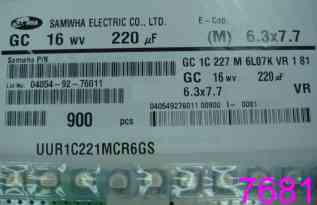 SAMWHA ELECTRIC CO., LTD.
E-Cap.
GC 16 WV 220 µF (M) 6.3x7.7
Samwha P/N
GC 1C 227 M 6L07K VR 1 81
GC 16 WV 220 µF
6.3x7.7 VR
Lot No: 04054-92-76011
040549276011 00900 1- 0081
900 pcs
UUR1C221MCR6GS
7681